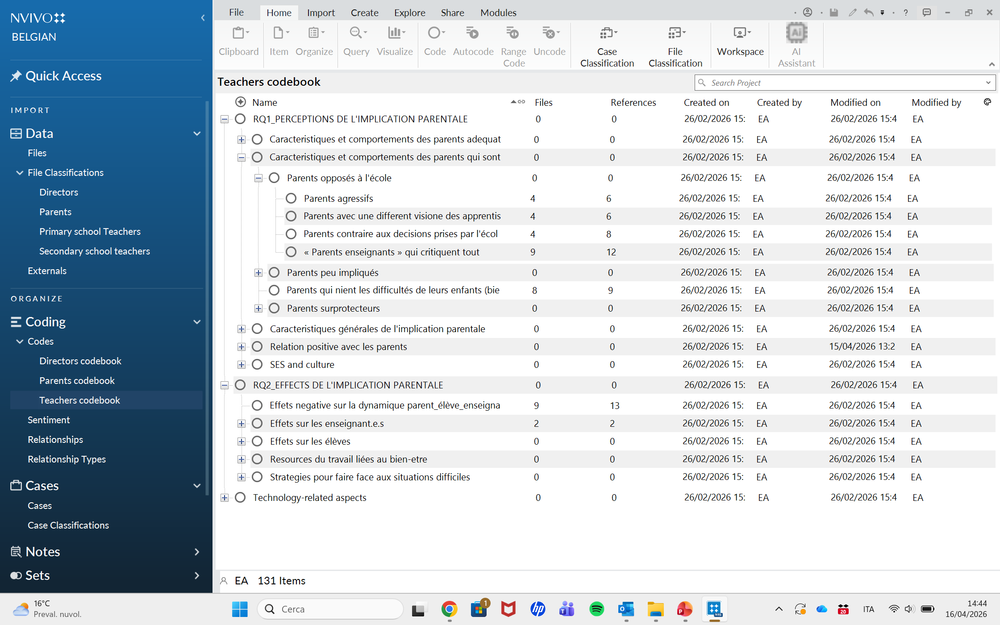 NVIVO
BELGIAN
Quick Access
IMPORT
Data
Files
File Classifications
Directors
Parents
Primary school Teachers
Secondary school teachers
Externals
ORGANIZE
Coding
Codes
Directors codebook
Parents codebook
Teachers codebook
Sentiment
Relationships
Relationship Types
Cases
Cases
Case Classifications
Notes
Sets
File Home Import Create Explore Share Modules
Clipboard Item Organize Query Visualize Code Autocode Range Code Uncode Case Classification File Classification Workspace AI Assistant
Teachers codebook Search Project
Name Files References Created on Created by Modified on Modified by
RQ1_PERCEPTIONS DE L'IMPLICATION PARENTALE 0 0 26/02/2026 15: EA 26/02/2026 15:4 EA
Caracteristiques et comportements des parents adequat 0 0 26/02/2026 15: EA 26/02/2026 15:4 EA
Caracteristiques et comportements des parents qui sont 0 0 26/02/2026 15: EA 26/02/2026 15:4 EA
Parents opposés à l'école 0 0 26/02/2026 15: EA 26/02/2026 15:4 EA
Parents agressifs 4 6 26/02/2026 15: EA 26/02/2026 15:4 EA
Parents avec une different visione des apprentis 4 6 26/02/2026 15: EA 26/02/2026 15:4 EA
Parents contraire aux decisions prises par l'écol 4 8 26/02/2026 15: EA 26/02/2026 15:4 EA
« Parents enseignants » qui critiquent tout 9 12 26/02/2026 15: EA 26/02/2026 15:4 EA
Parents peu impliqués 0 0 26/02/2026 15: EA 26/02/2026 15:4 EA
Parents qui nient les difficultés de leurs enfants (bie 8 9 26/02/2026 15: EA 26/02/2026 15:4 EA
Parents surprotecteurs 0 0 26/02/2026 15: EA 26/02/2026 15:4 EA
Caracteristiques générales de l'implication parentale 0 0 26/02/2026 15: EA 26/02/2026 15:4 EA
Relation positive avec les parents 0 0 26/02/2026 15: EA 15/04/2026 13:2 EA
SES and culture 0 0 26/02/2026 15: EA 26/02/2026 15:4 EA
RQ2_EFFECTS DE L'IMPLICATION PARENTALE 0 0 26/02/2026 15: EA 26/02/2026 15:4 EA
Effets negative sur la dynamique parent_élève_enseigna 9 13 26/02/2026 15: EA 26/02/2026 15:4 EA
Effets sur les enseignant.e.s 2 2 26/02/2026 15: EA 26/02/2026 15:4 EA
Effets sur les élèves 0 0 26/02/2026 15: EA 26/02/2026 15:4 EA
Resources du travail liées au bien-etre 0 0 26/02/2026 15: EA 26/02/2026 15:4 EA
Strategies pour faire face aux situations difficiles 0 0 26/02/2026 15: EA 26/02/2026 15:4 EA
Technology-related aspects 0 0 26/02/2026 15: EA 26/02/2026 15:4 EA
EA 131 Items
16°C
Preval. nuvol.
Cerca
1
20
ITA
14:44
16/04/2026